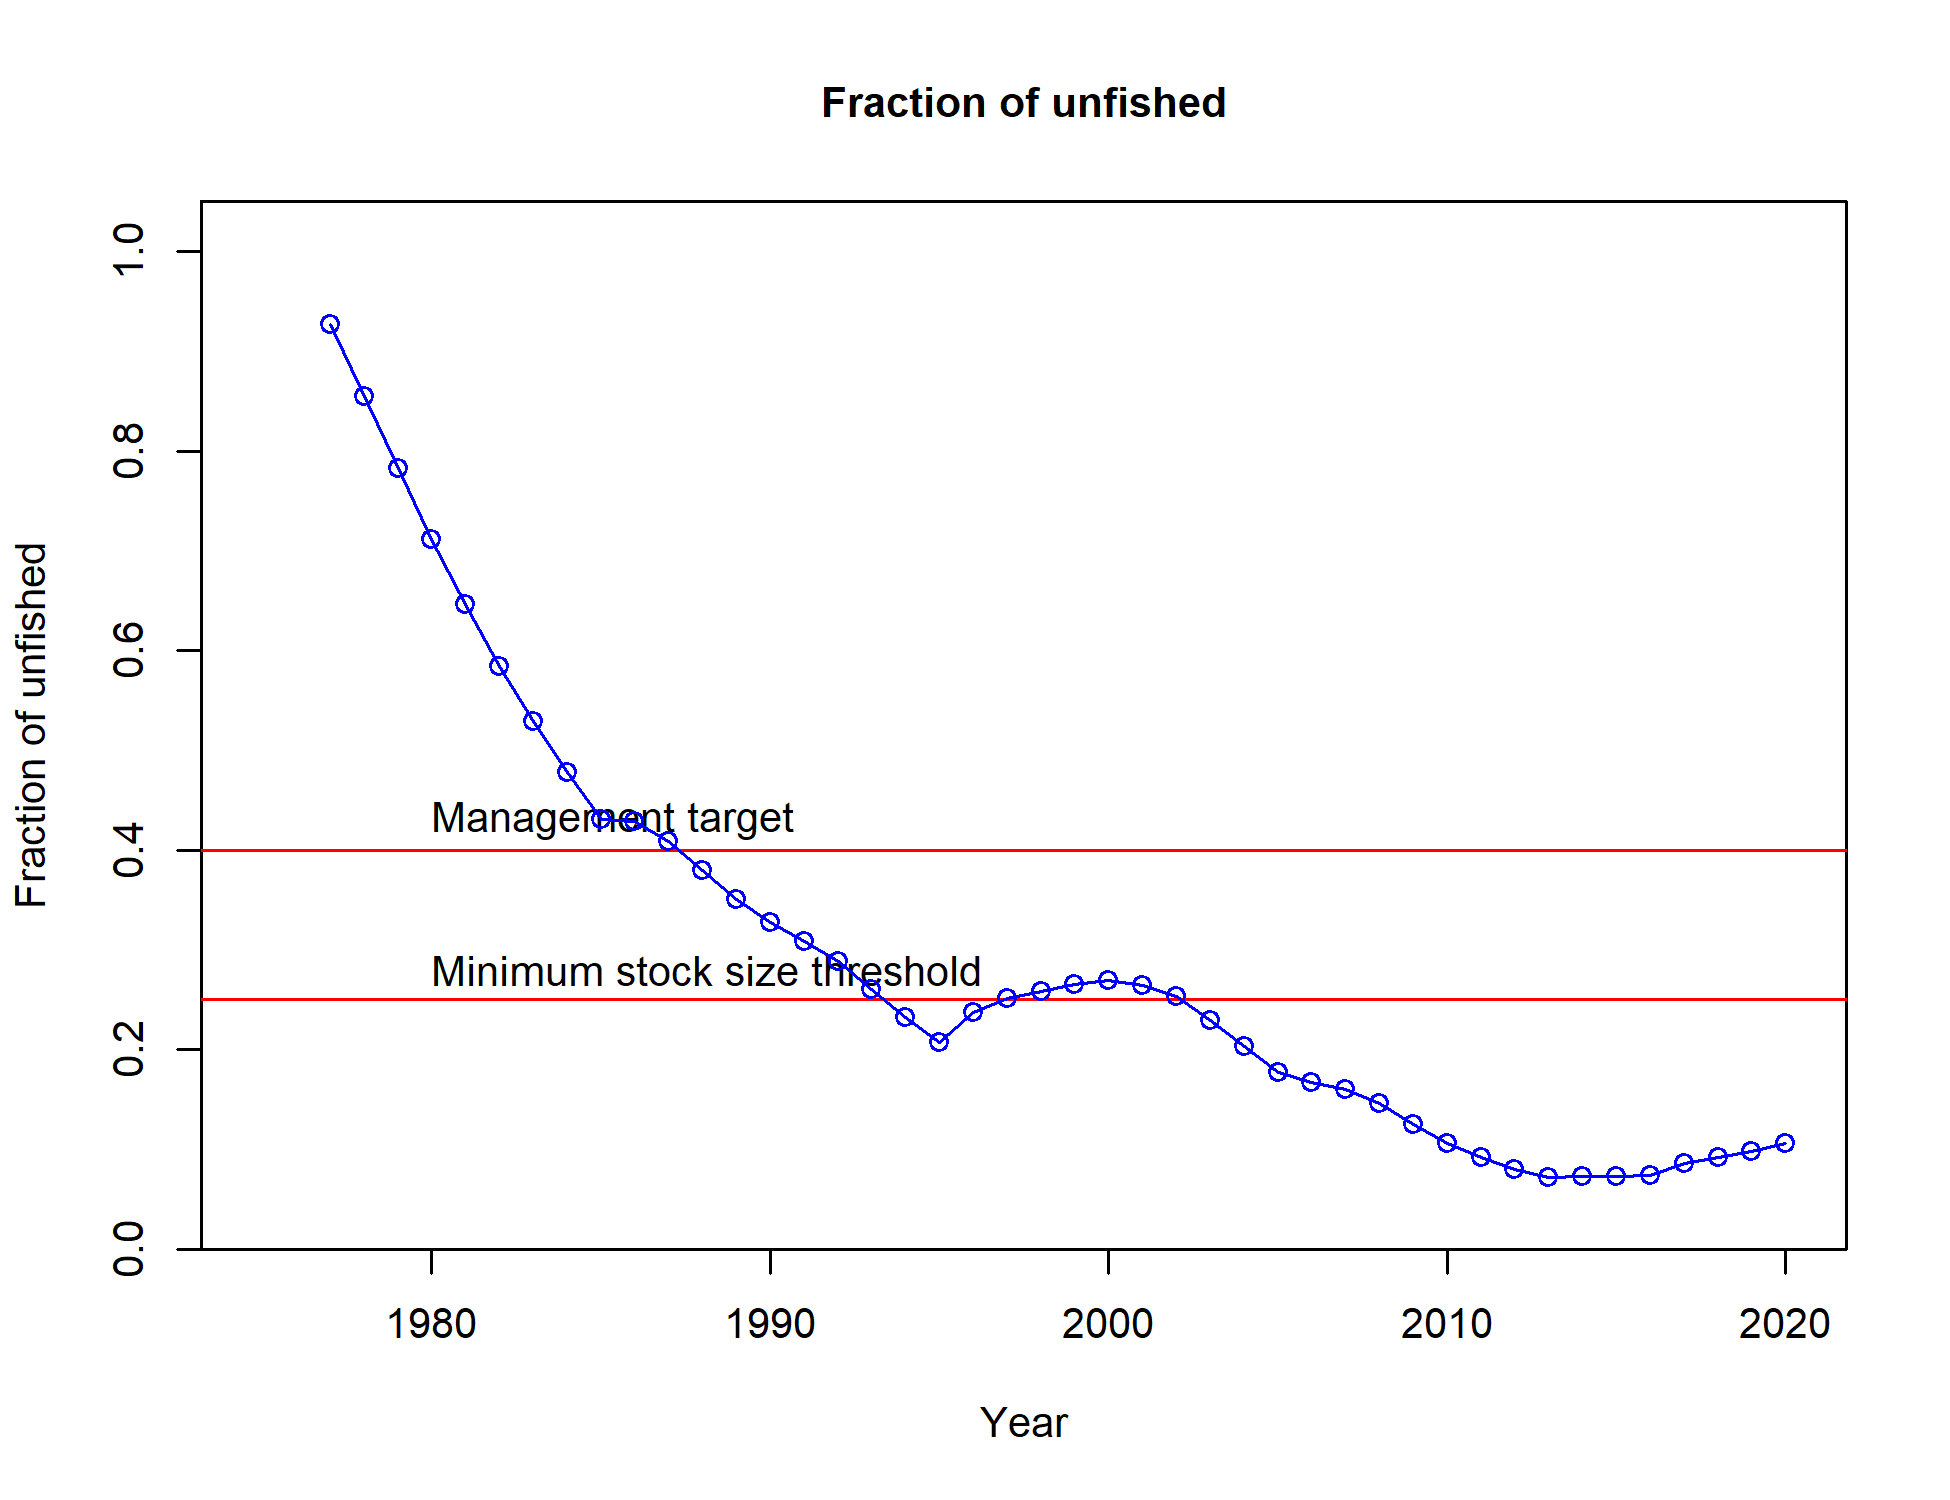 Fraction of unfished
Fraction of unfished
1.0
0.8
0.6
0.4
0.2
0.0
Management target
Minimum stock size threshold
1980
1990
2000
2010
2020
Year